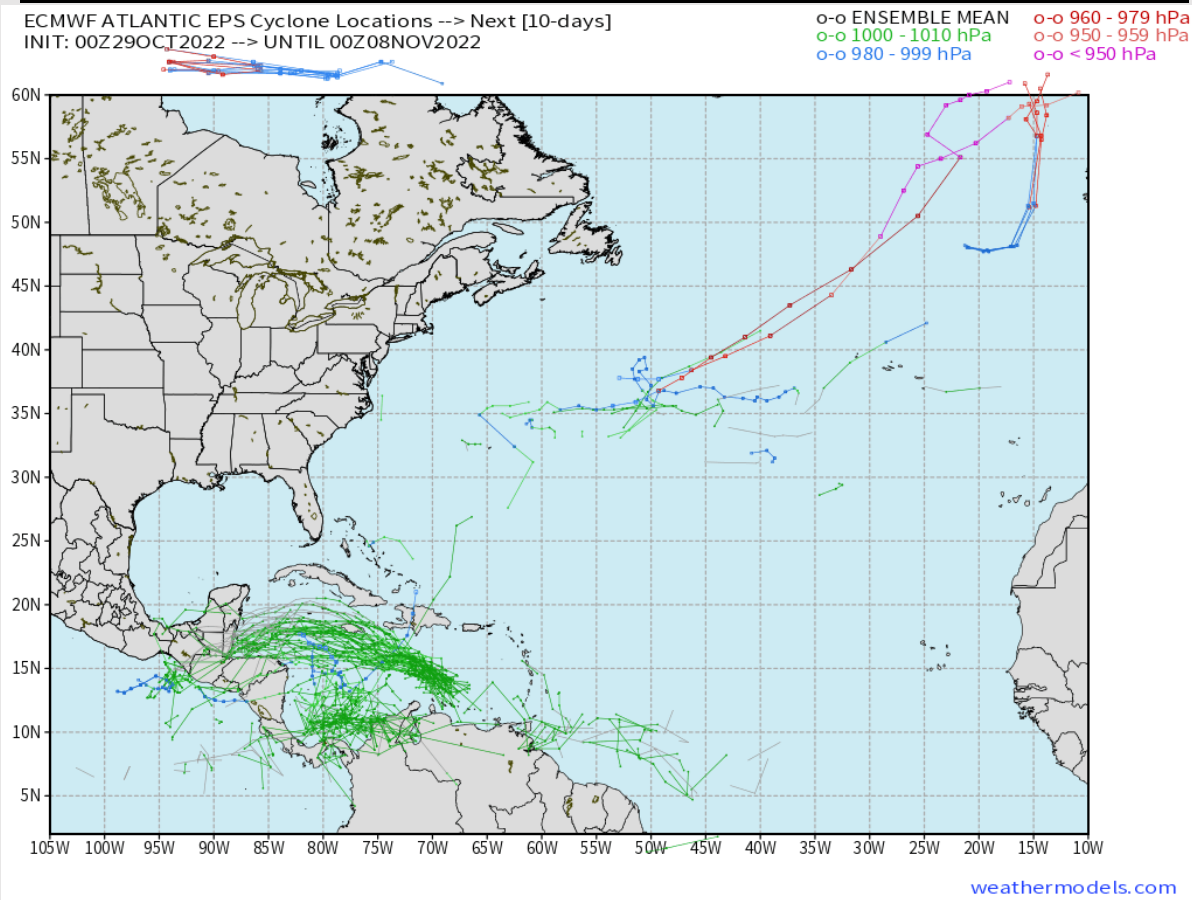 ECMWF ATLANTIC EPS Cyclone Locations --> Next [10-days]
INIT: 00Z29OCT2022 --> UNTIL 00Z08NOV2022
o-o ENSEMBLE MEAN
o-o 1000 - 1010 hPa
o-o 980 - 999 hPa
o-o 960 - 979 hPa
o-o 950 - 959 hPa
o-o < 950 hPa
60N
55N
50N
45N
40N
35N
30N
25N
20N
15N
10N
5N
105W 100W 95W 90W 85W 80W 75W 70W 65W 60W 55W 50W 45W 40W 35W 30W 25W 20W 15W 10W
weathermodels.com